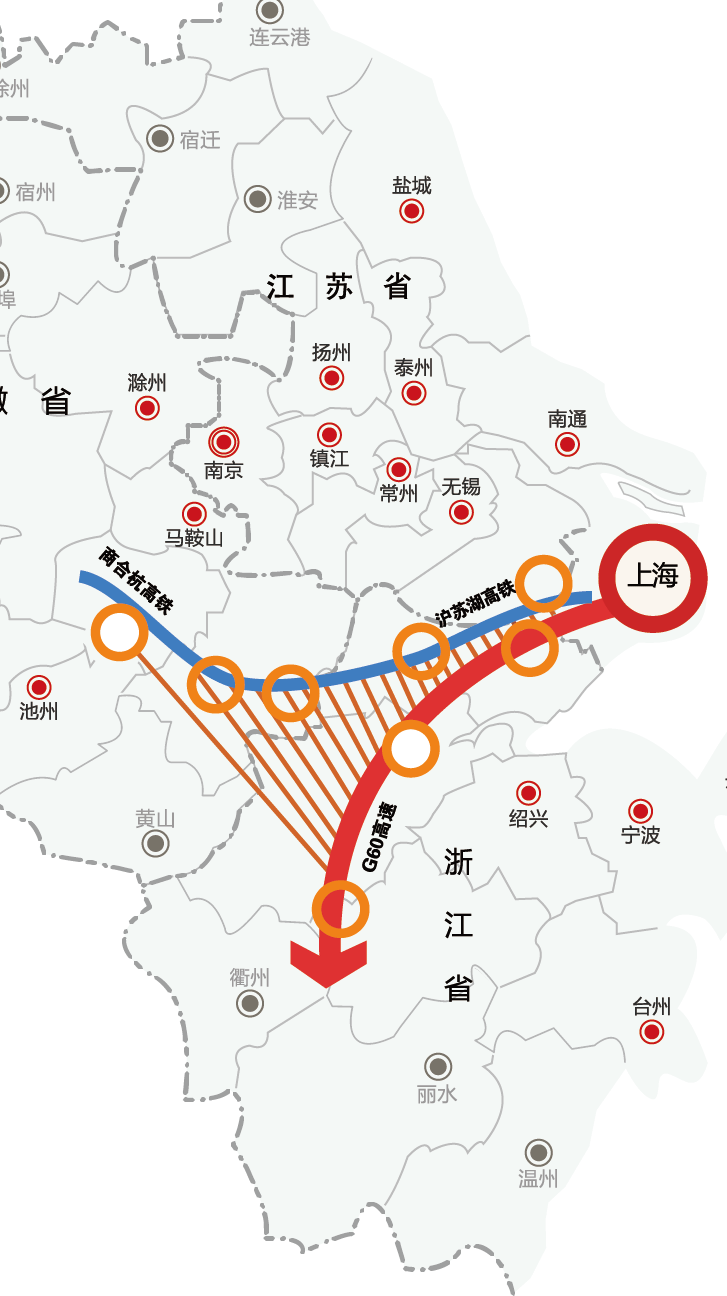 连云港
徐州
宿迁
宿州
淮安
盐城
埠
江苏省
扬州
泰州
滁州
徽省
南通
南京
镇江
常州
无锡
马鞍山
商合杭高铁
沪苏湖高铁
上海
池州
黄山
绍兴
宁波
G60高速
浙
江
省
衢州
台州
丽水
温州